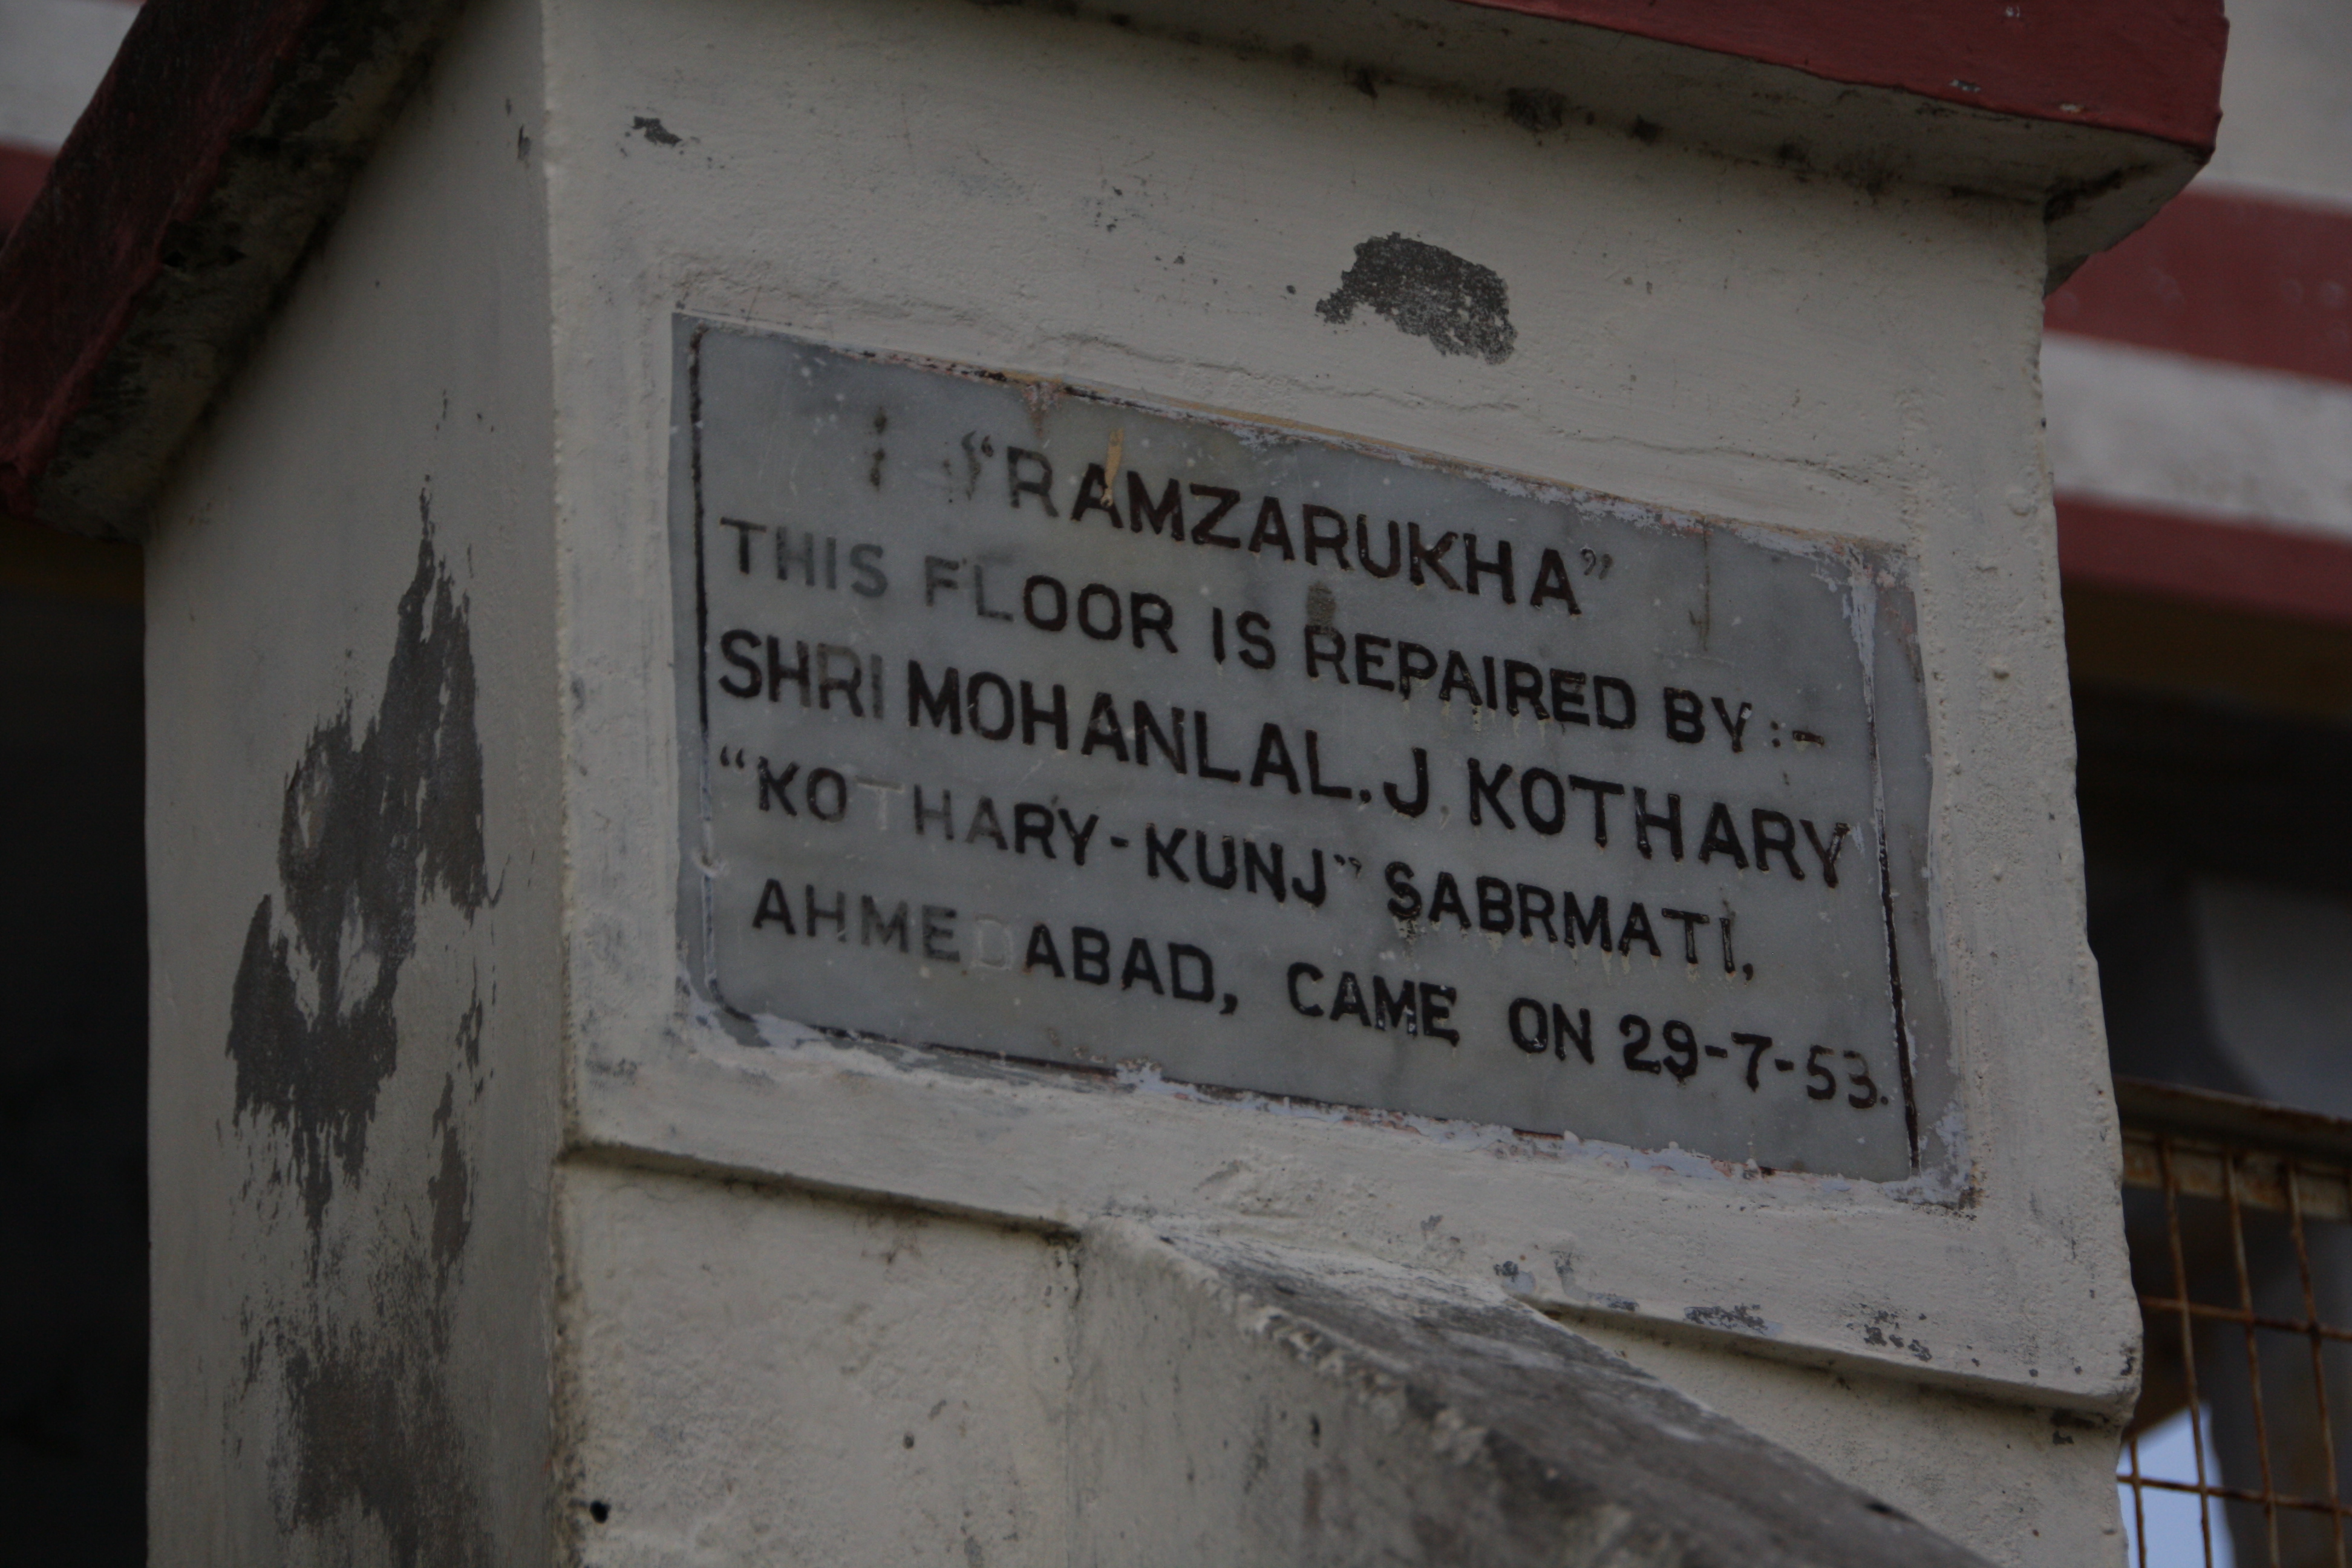 “RAMZARUKHA”
THIS FLOOR IS REPAIRED BY :-
SHRI MOHANLAL. J. KOTHARY
“KOTHARY-KUNJ” SABRMATI,
AHMEDABAD, CAME ON 29-7-53.